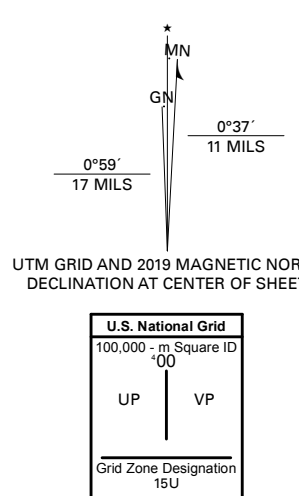 MN
GN
0°37´
11 MILS
0°59´
17 MILS
UTM GRID AND 2019 MAGNETIC NOR
DECLINATION AT CENTER OF SHEET
U.S. National Grid
100,000 - m Square ID
⁴00
UP VP
Grid Zone Designation
15U